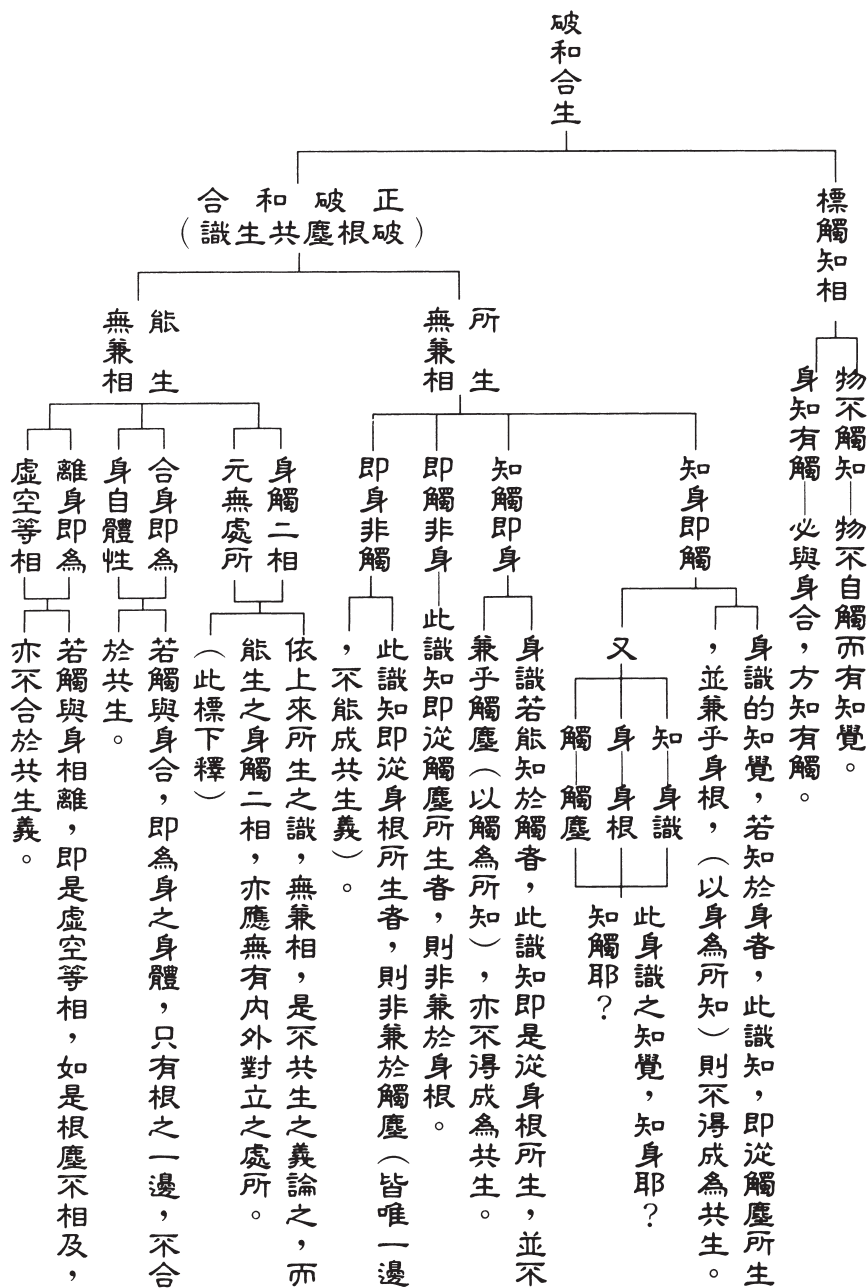 破和合生
標觸知相
物不觸知—物不自觸而有知覺。
身知有觸—必與身合，方知有觸。
正破和合
（破根塵共生識）
所生
無兼相
知身即觸
身識的知覺，若知於身者，此識知，即從觸塵所生
，並兼乎身根，（以身為所知）則不得成為共生。
又
知—身識
身—身根
觸—觸塵
此身識之知覺，知身耶？
知觸耶？
知觸即身
身識若能知於觸者，此識知即是從身根所生，並不
兼乎觸塵（以觸為所知），亦不得成為共生。
即觸非身—此識知即從觸塵所生者，則非兼於身根。
即身非觸
此識知即從身根所生者，則非兼於觸塵（皆唯一邊
，不能成共生義）。
能生
無兼相
身觸二相
元無處所
依上來所生之識，無兼相，是不共生之義論之，而
能生之身觸二相，亦應無有內外對立之處所。
（此標下釋）
合身即為
身自體性
若觸與身合，即為身之身體，只有根之一邊，不合
於共生。
離身即為
虛空等相
若觸與身相離，即是虛空等相，如是根塵不相及，
亦不合於共生義。